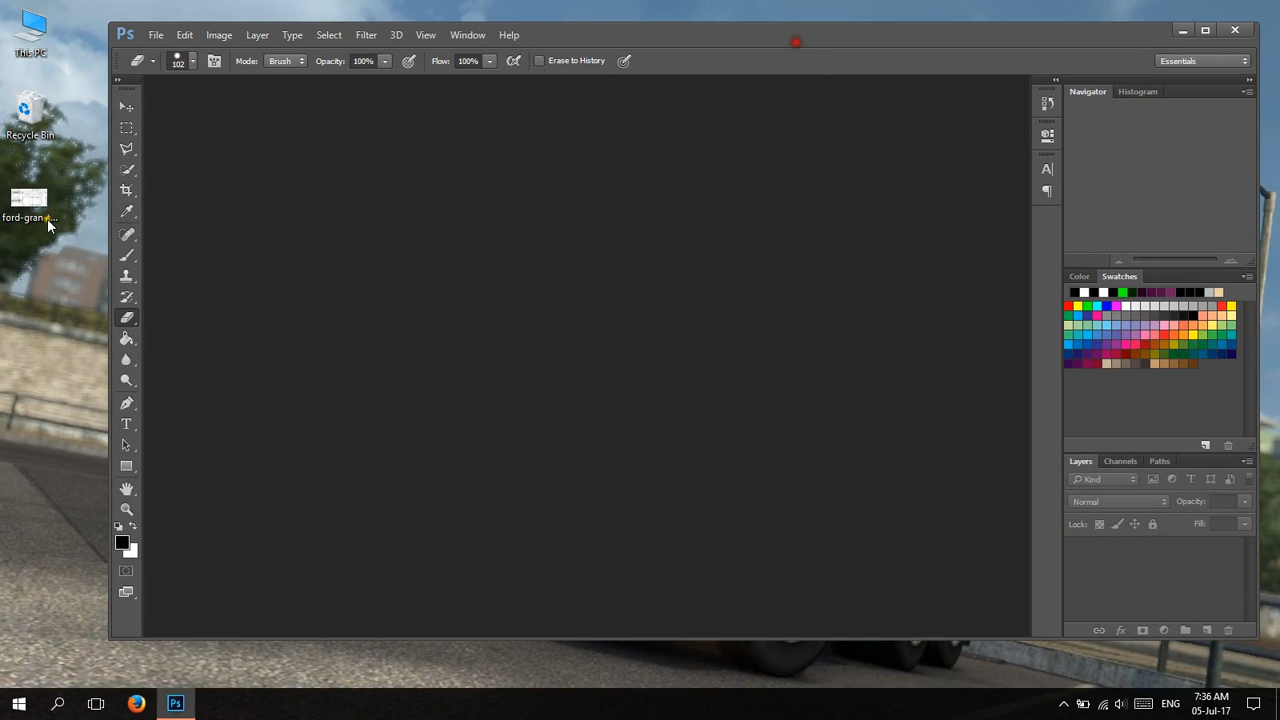 This PC
Recycle Bin
Ps
File Edit Image Layer Type Select Filter 3D View Window Help
102
Mode: Brush Opacity: 100% Flow: 100% Erase to History Essentials
Navigator Histogram
Color Swatches
Layers Channels Paths
Kind
Normal Opacity:
Lock: Fill:
Ps
ENG
7:36 AM
05-Jul-17